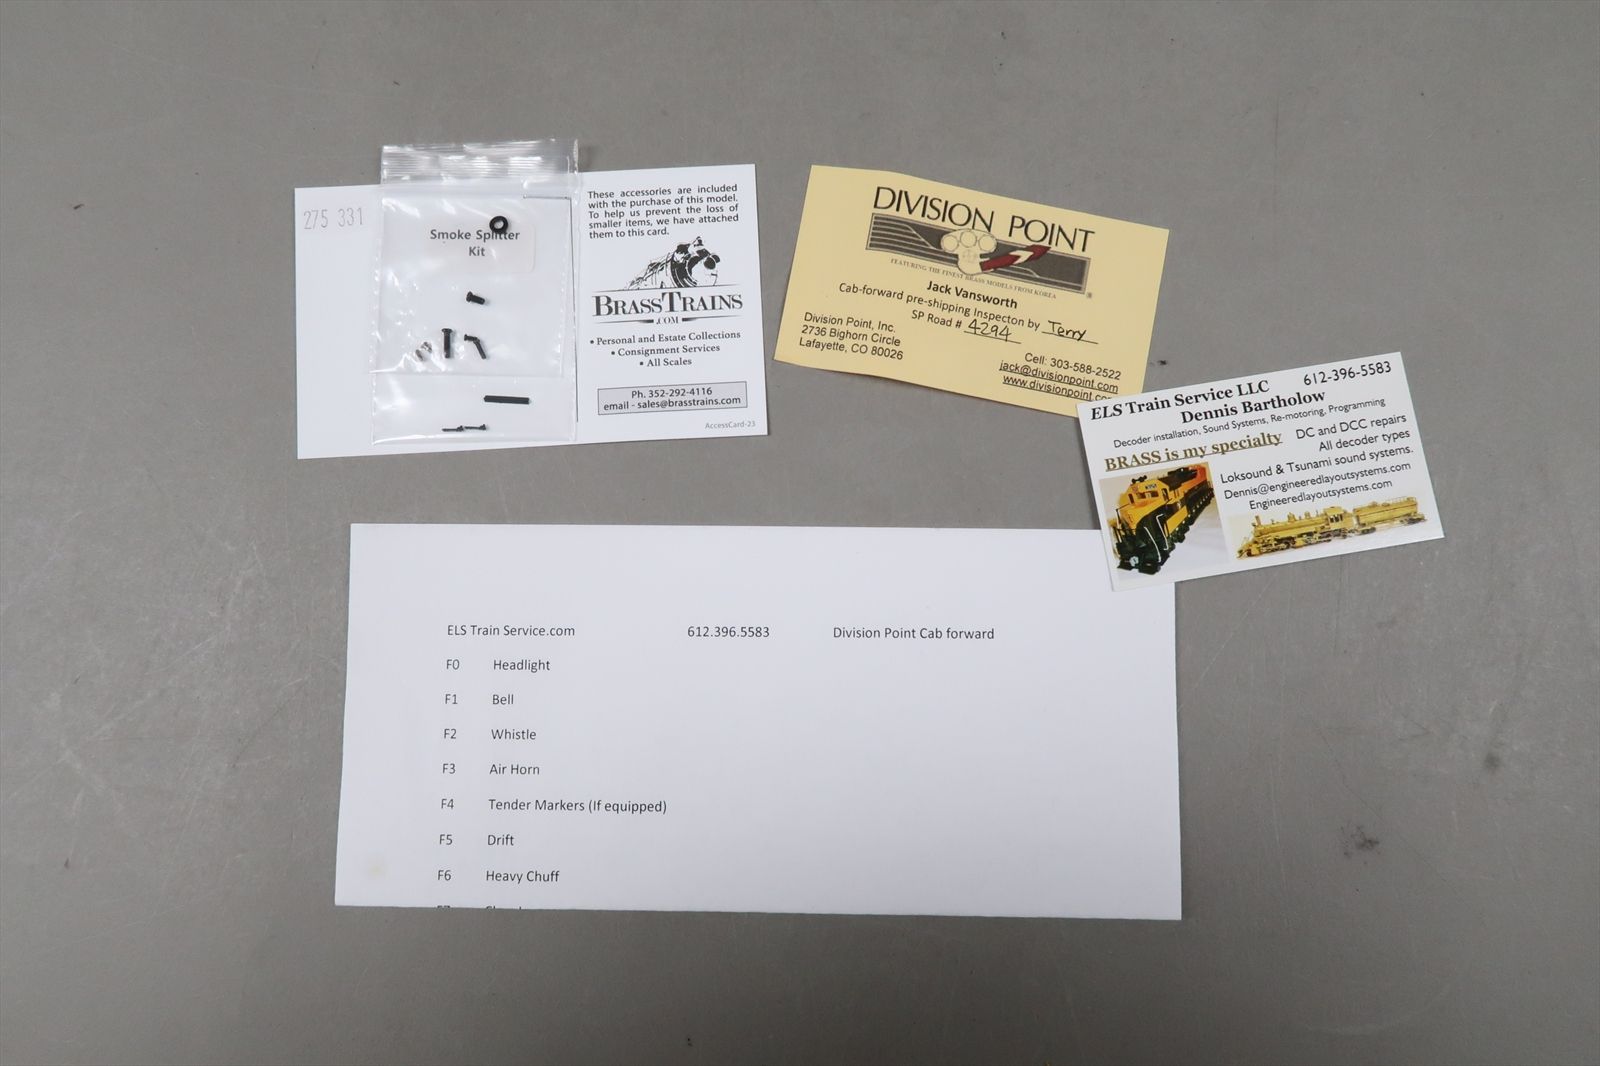 275 331
Smoke Splitter
Kit
These accessories are included
with the purchase of this model.
To help us prevent the loss of
smaller items, we have attached
them to this card.
BRASSTRAINS
.COM
• Personal and Estate Collections
• Consignment Services
• All Scales
Ph. 352-292-4116
email - sales@brasstrains.com
AccessCard-23
DIVISION POINT
FEATURING THE FINEST BRASS MODELS FROM KOREA
®
Jack Vansworth
Cab-forward pre-shipping Inspecton by Terry
SP Road # 4294
Division Point, Inc.
2736 Bighorn Circle
Lafayette, CO 80026
Cell: 303-588-2522
jack@divisionpoint.com
www.divisionpoint.com
ELS Train Service LLC 612-396-5583
Dennis Bartholow
Decoder installation, Sound Systems, Re-motoring, Programming
BRASS is my specialty
DC and DCC repairs
All decoder types
Loksound & Tsunami sound systems.
Dennis@engineeredlayoutsystems.com
Engineeredlayoutsystems.com
ELS Train Service.com 612.396.5583 Division Point Cab forward
F0 Headlight
F1 Bell
F2 Whistle
F3 Air Horn
F4 Tender Markers (If equipped)
F5 Drift
F6 Heavy Chuff